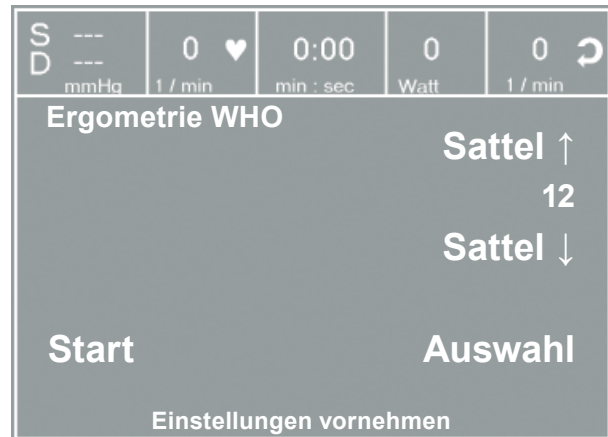 S ---
D ---
mmHg
0 ♥
1 / min
0:00
min : sec
0
Watt
0
1 / min
Ergometrie WHO
Sattel ↑
12
Sattel ↓
Start
Auswahl
Einstellungen vornehmen